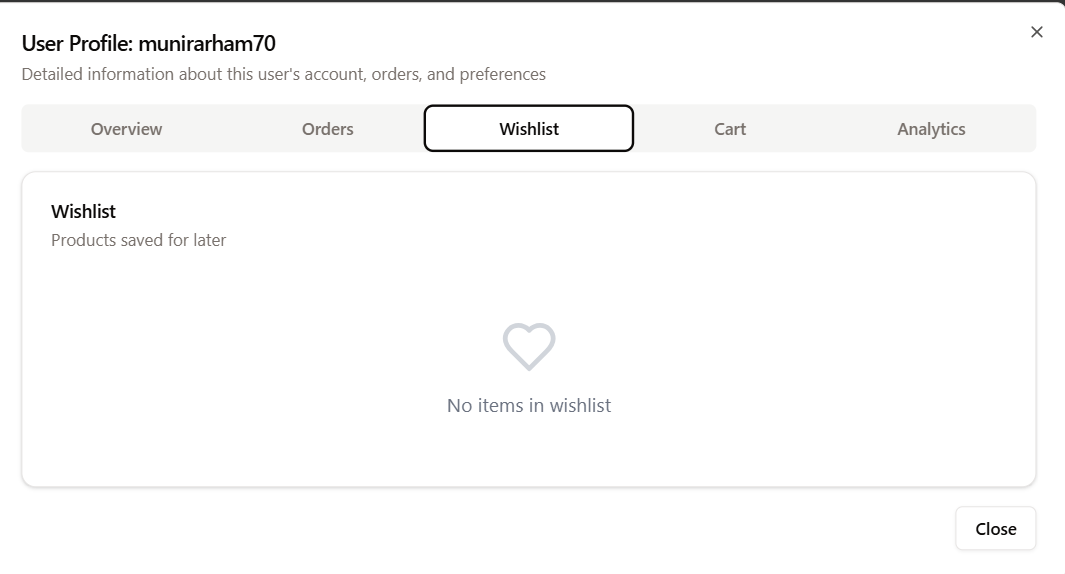 User Profile: munirarham70
Detailed information about this user's account, orders, and preferences
Overview
Orders
Wishlist
Cart
Analytics
Wishlist
Products saved for later
No items in wishlist
Close